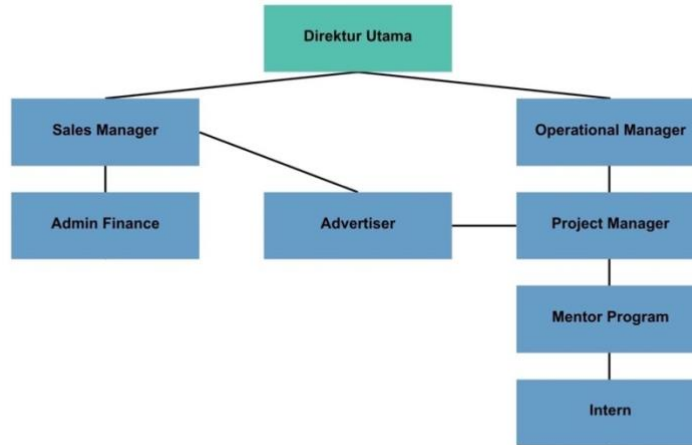 Direktur Utama
Sales Manager
Operational Manager
Admin Finance
Advertiser
Project Manager
Mentor Program
Intern